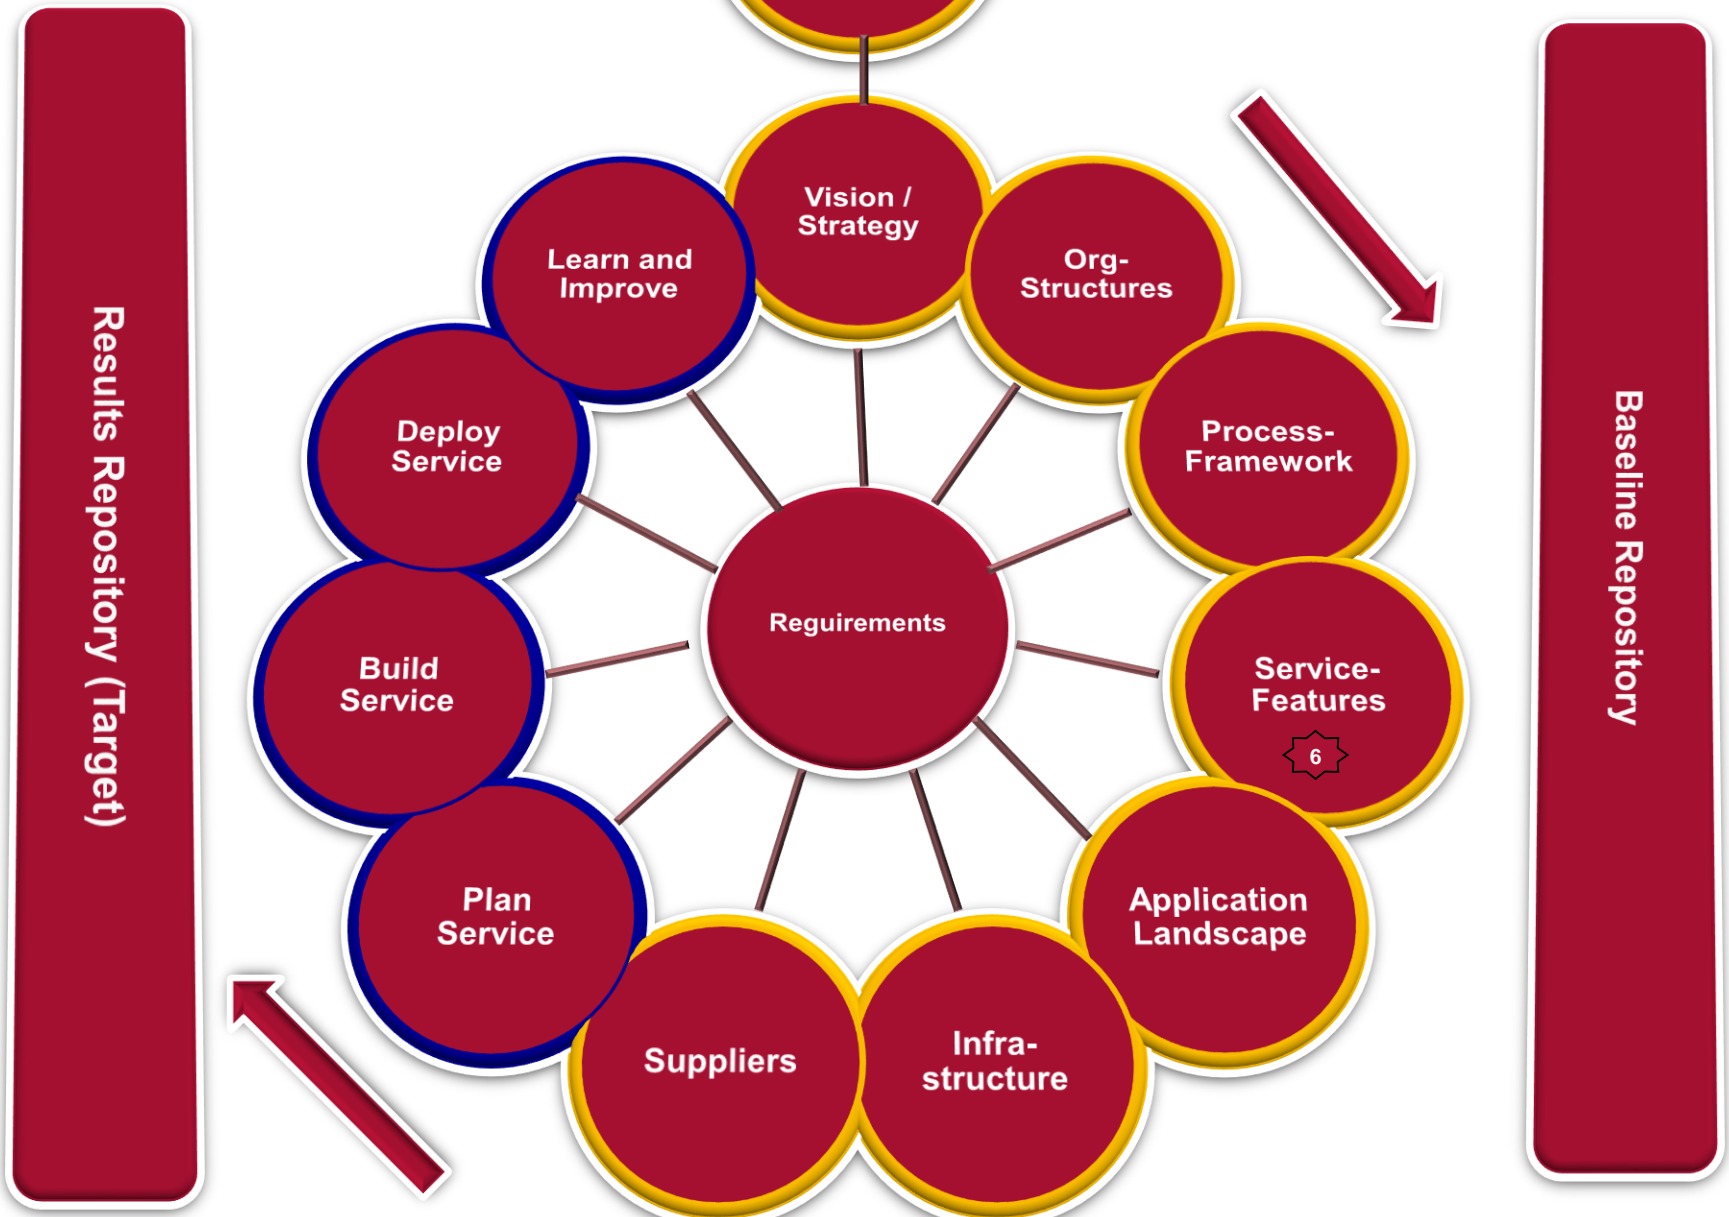 Results Repository (Target)
Vision /
Strategy
Org-
Structures
Process-
Framework
Service-
Features
6
Application
Landscape
Infra-
structure
Suppliers
Plan
Service
Build
Service
Deploy
Service
Learn and
Improve
Reguirements
Baseline Repository